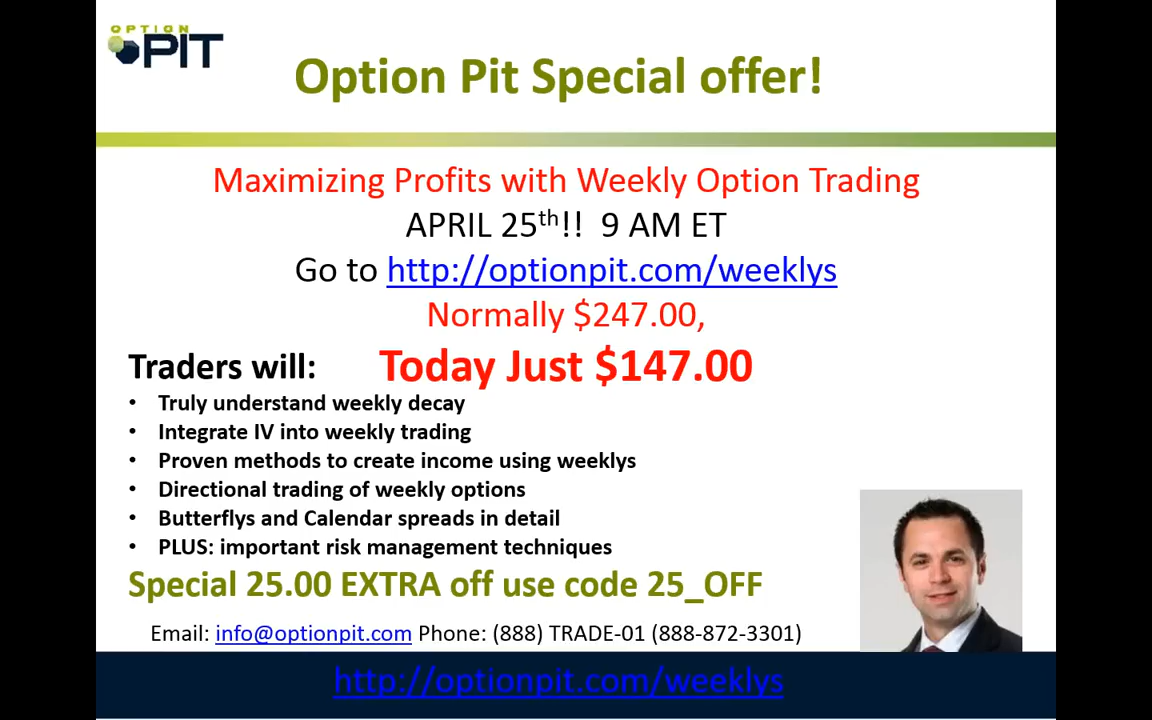 OPTION
PIT
Option Pit Special offer!
Maximizing Profits with Weekly Option Trading
APRIL 25th!! 9 AM ET
Go to http://optionpit.com/weeklys
Normally $247.00,
Traders will: Today Just $147.00
• Truly understand weekly decay
• Integrate IV into weekly trading
• Proven methods to create income using weeklys
• Directional trading of weekly options
• Butterflys and Calendar spreads in detail
• PLUS: important risk management techniques
Special 25.00 EXTRA off use code 25_OFF
Email: info@optionpit.com Phone: (888) TRADE-01 (888-872-3301)
http://optionpit.com/weeklys